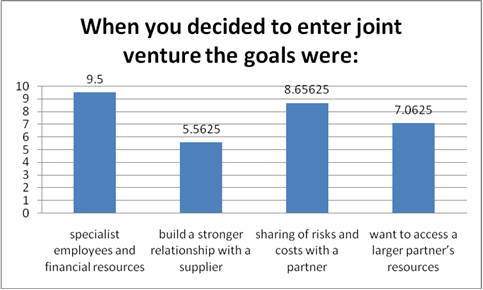 When you decided to enter joint
venture the goals were:
10
9
8
7
6
5
4
3
2
1
0
9.5
5.5625
8.65625
7.0625
specialist
employees and
financial resources
build a stronger
relationship with a
supplier
sharing of risks and
costs with a
partner
want to access a
larger partner's
resources